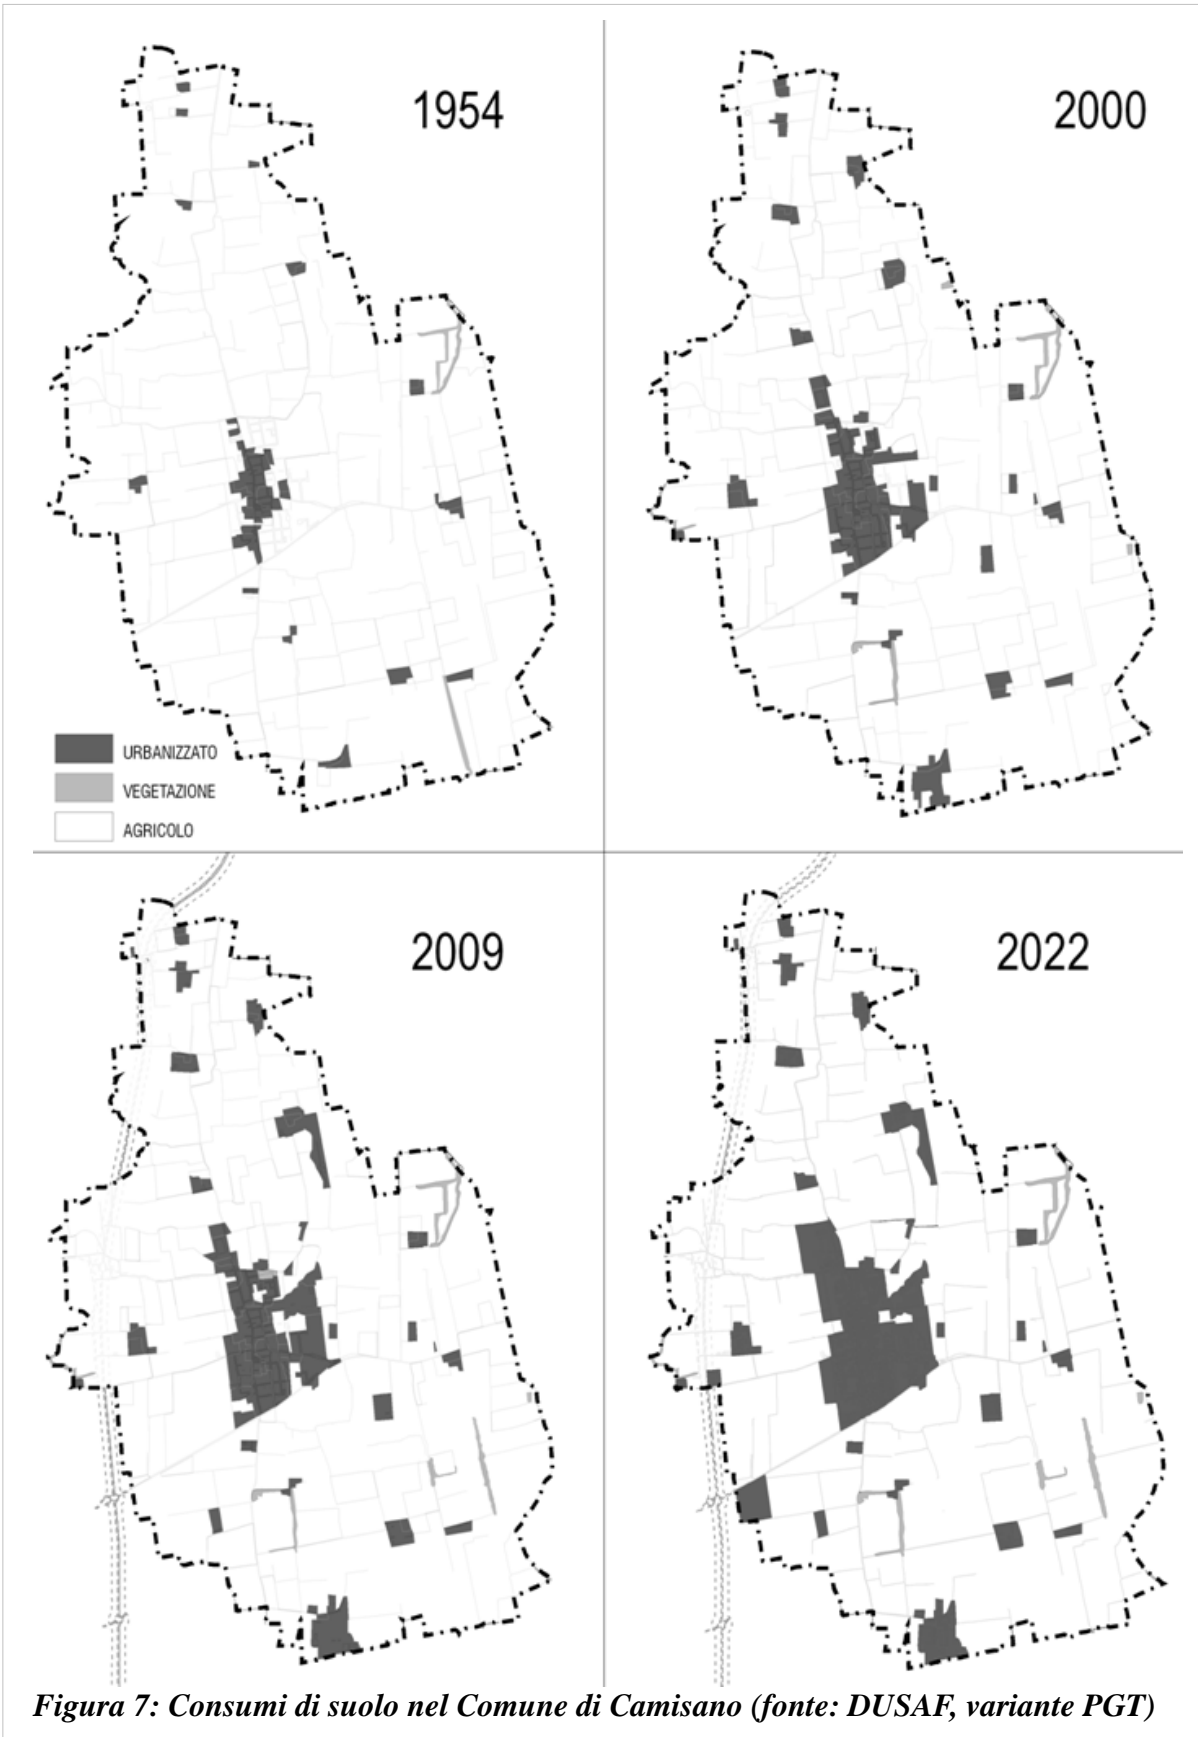 1954
2000
URBANIZZATO
VEGETAZIONE
AGRICOLO
2009
2022
Figura 7: Consumi di suolo nel Comune di Camisano (fonte: DUSAF, variante PGT)